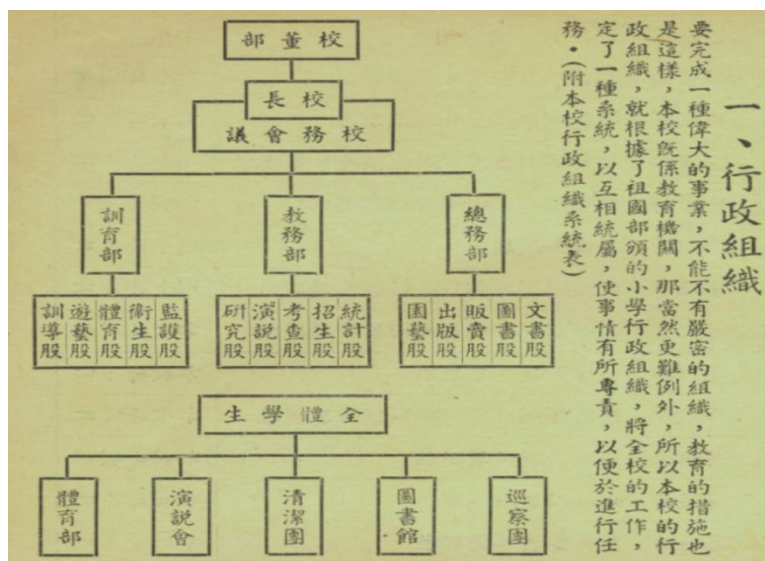 一、行政組織
要完成一種偉大的事業，不能不有嚴密的組織，教育的措施也
是這樣，本校既係教育機關，那當然更難例外，所以本校的行
政組織，就根據了祖國部頒的小學行政組織，將全校的工作，
定了一種系統，以互相統屬，使事情有所專責，以便於進行任
務。（附本校行政組織系統表）
校董部
校長
校務會議
總務部
教務部
訓育部
文書股
圖書股
販賣股
出版股
園藝股
統計股
招生股
考查股
演說股
研究股
監護股
衛生股
體育股
遊藝股
訓導股
全體學生
巡察團
圖書館
清潔團
演說會
體育部